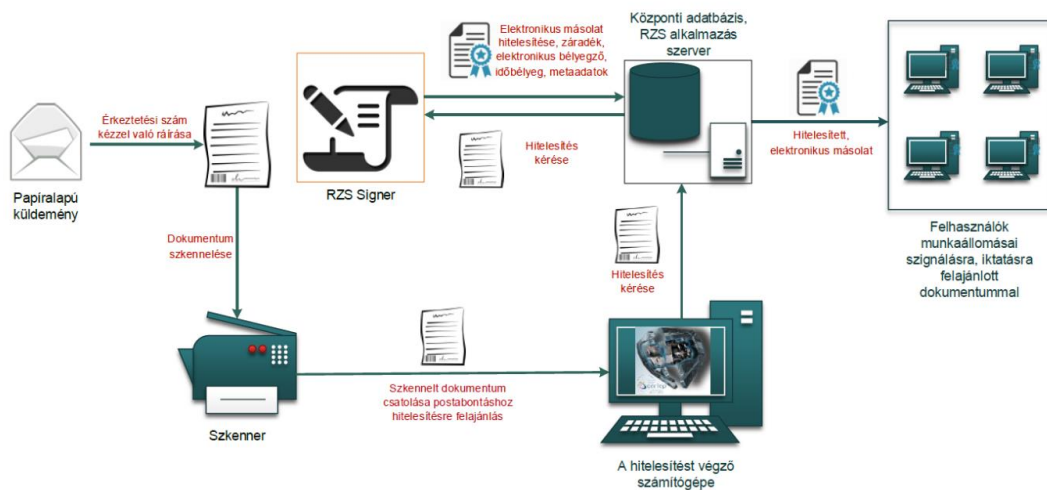 Központi adatbázis,
RZS alkalmazás
szerver
Elektronikus másolat
hitelesítése, záradék,
elektronikus bélyegző,
időbélyeg, metaadatok
Érkeztetési szám
kézzel való ráírása
Hitelesítés
kérése
Hitelesített,
elektronikus másolat
Papíralapú
küldemény
RZS Signer
Felhasználók
munkaállomásai
szignálásra, iktatásra
felajánlott
dokumentummal
Dokumentum
szkennelése
Hitelesítés
kérése
Szkennelt dokumentum
csatolása postabontáshoz
hitelesítésre felajánlás
Szkenner
A hitelesítést végző
számítógépe